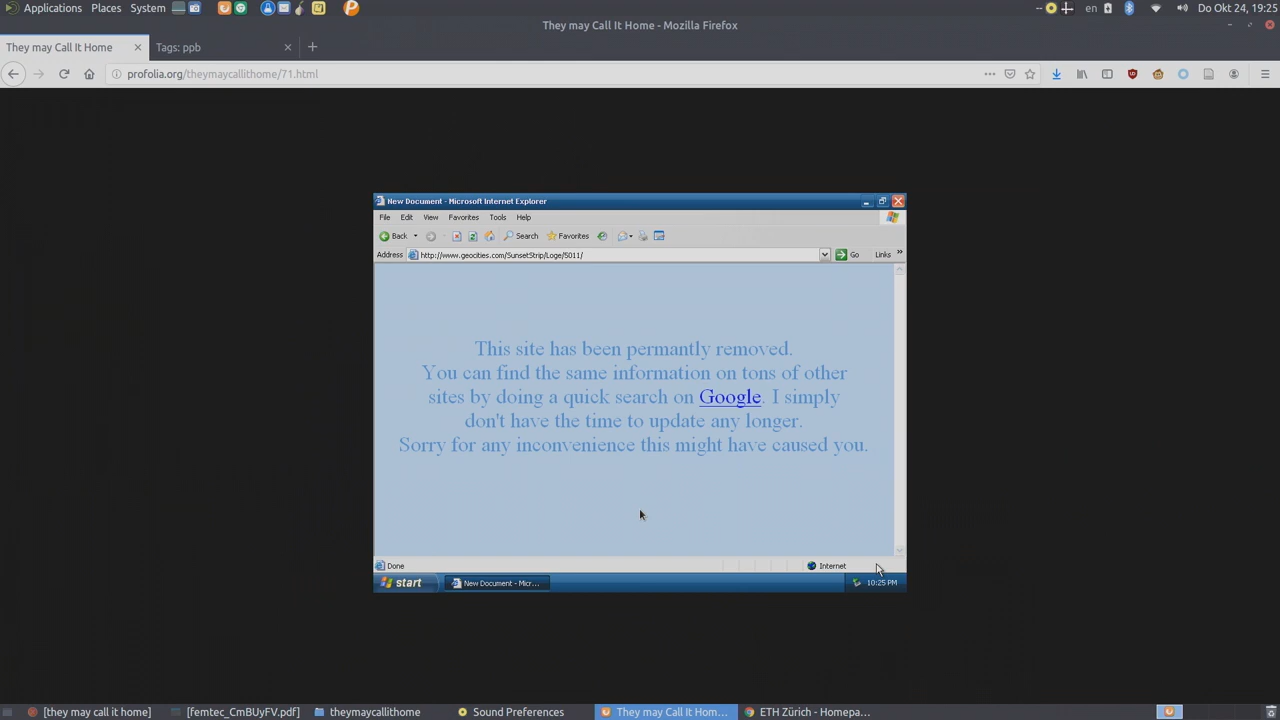 Applications Places System
en
Do Okt 24, 19:25
They may Call It Home - Mozilla Firefox
They may Call It Home
Tags: ppb
profolia.org/theymaycallithome/71.html
New Document - Microsoft Internet Explorer
File Edit View Favorites Tools Help
Back Search Favorites
Address http://www.geocities.com/SunsetStrip/Loge/5011/ Go Links »
This site has been permantly removed.
You can find the same information on tons of other
sites by doing a quick search on Google. I simply
don't have the time to update any longer.
Sorry for any inconvenience this might have caused you.
Done Internet
start New Document - Micr... 10:25 PM
[they may call it home] [femtec_CmBUyFV.pdf] theymaycallithome Sound Preferences They may Call It Hom... ETH Zürich - Homepa...